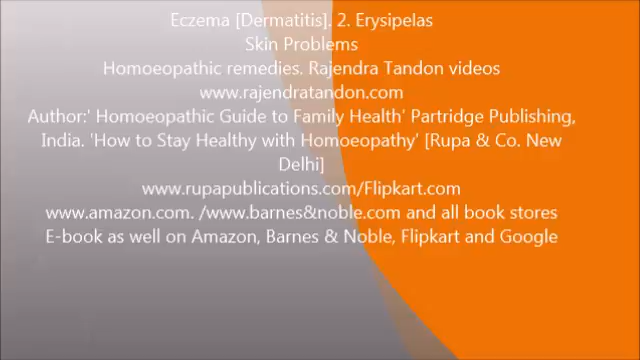 Eczema [Dermatitis]. 2. Erysipelas
Skin Problems
Homoeopathic remedies. Rajendra Tandon videos
www.rajendratandon.com
Author:' Homoeopathic Guide to Family Health' Partridge Publishing,
India. 'How to Stay Healthy with Homoeopathy' [Rupa & Co. New
Delhi]
www.rupapublications.com/Flipkart.com
www.amazon.com. /www.barnes&noble.com and all book stores
E-book as well on Amazon, Barnes & Noble, Flipkart and Google